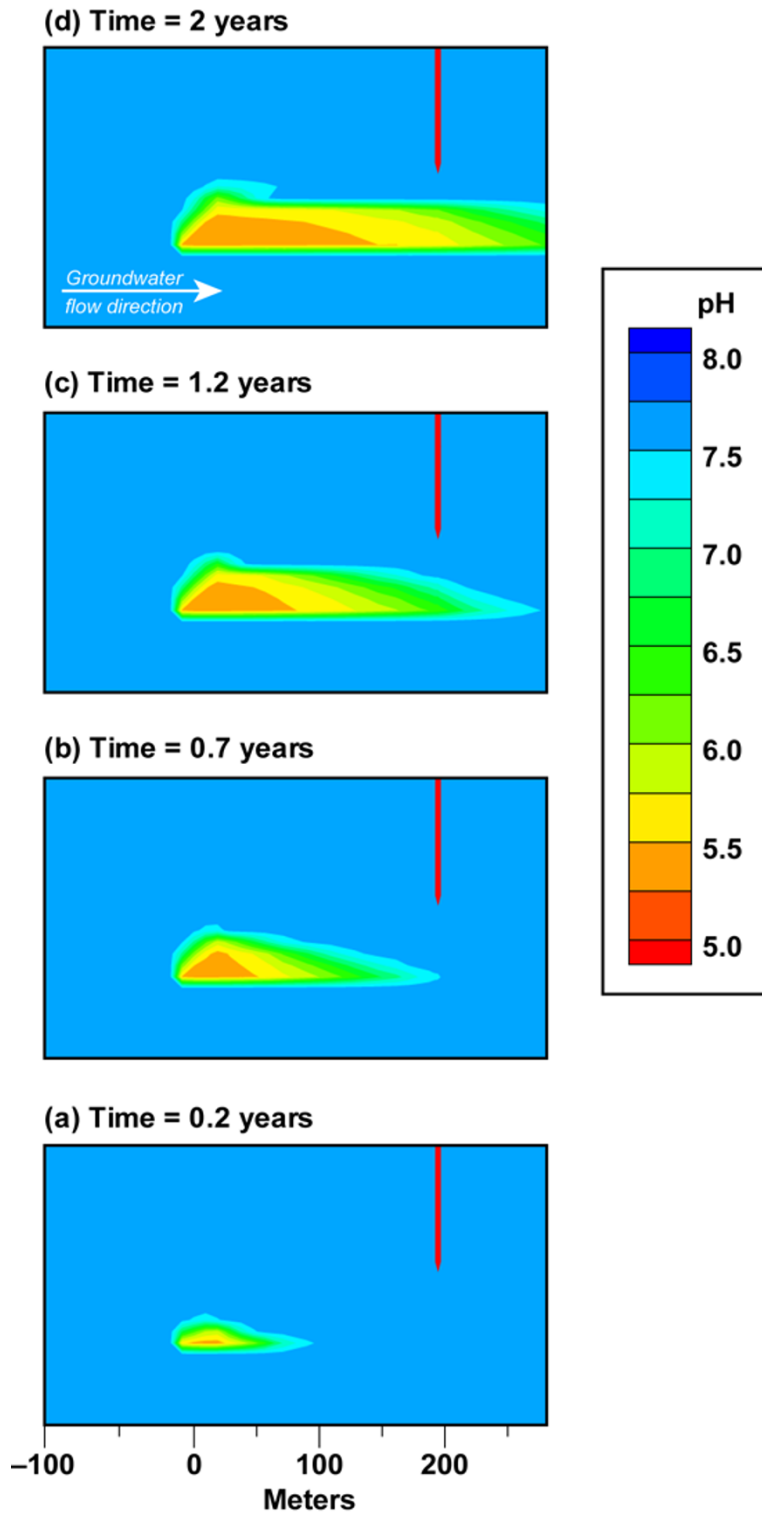 (d) Time = 2 years
Groundwater
flow direction
(c) Time = 1.2 years
(b) Time = 0.7 years
(a) Time = 0.2 years
–100 0 100 200
Meters
pH
8.0
7.5
7.0
6.5
6.0
5.5
5.0